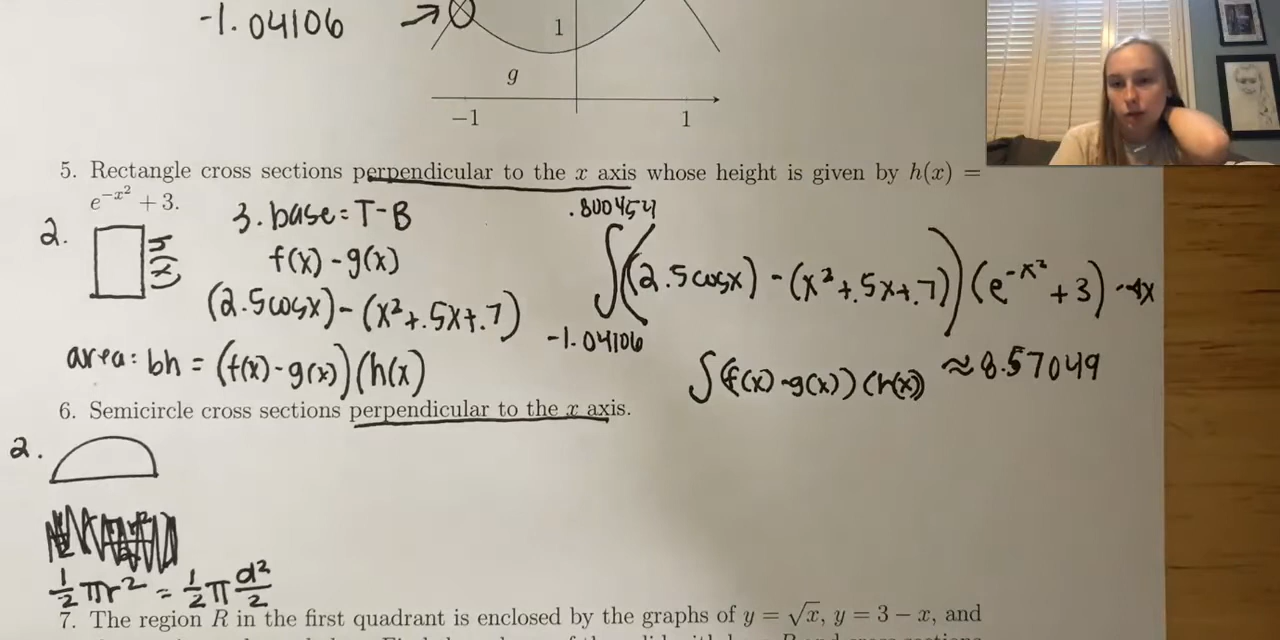 -1.04106
1
g
−1 1
5. Rectangle cross sections perpendicular to the x axis whose height is given by h(x) =
e^{-x²} + 3.
2. h(x)
3. base = T-B
f(x) - g(x)
(2.5cosx) - (x²+.5x+.7)
area: bh = (f(x) - g(x))(h(x)
.800454
∫((2.5cosx) - (x²+.5x+.7))(e^{-x²} + 3) dx
-1.04106
∫(f(x) - g(x))(h(x)) ≈ 8.57049
6. Semicircle cross sections perpendicular to the x axis.
2.
½πr² = ½π d²/2
7. The region R in the first quadrant is enclosed by the graphs of y = √x, y = 3 − x, and